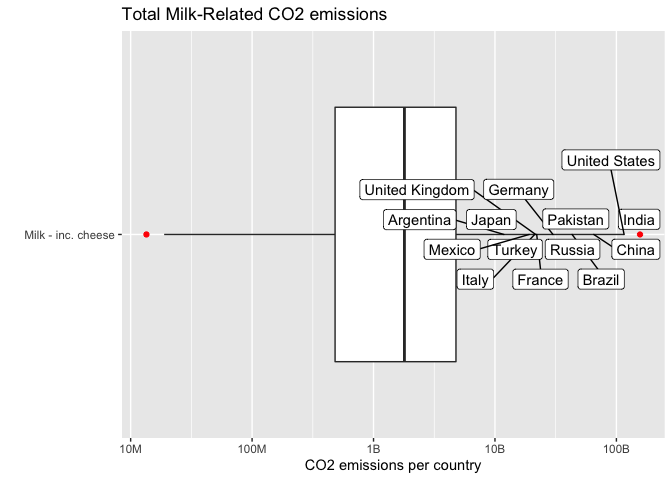 Total Milk-Related CO2 emissions
United States
United Kingdom
Germany
Argentina
Japan
Pakistan
India
Milk - inc. cheese
Mexico
Turkey
Russia
China
Italy
France
Brazil
10M
100M
1B
10B
100B
CO2 emissions per country